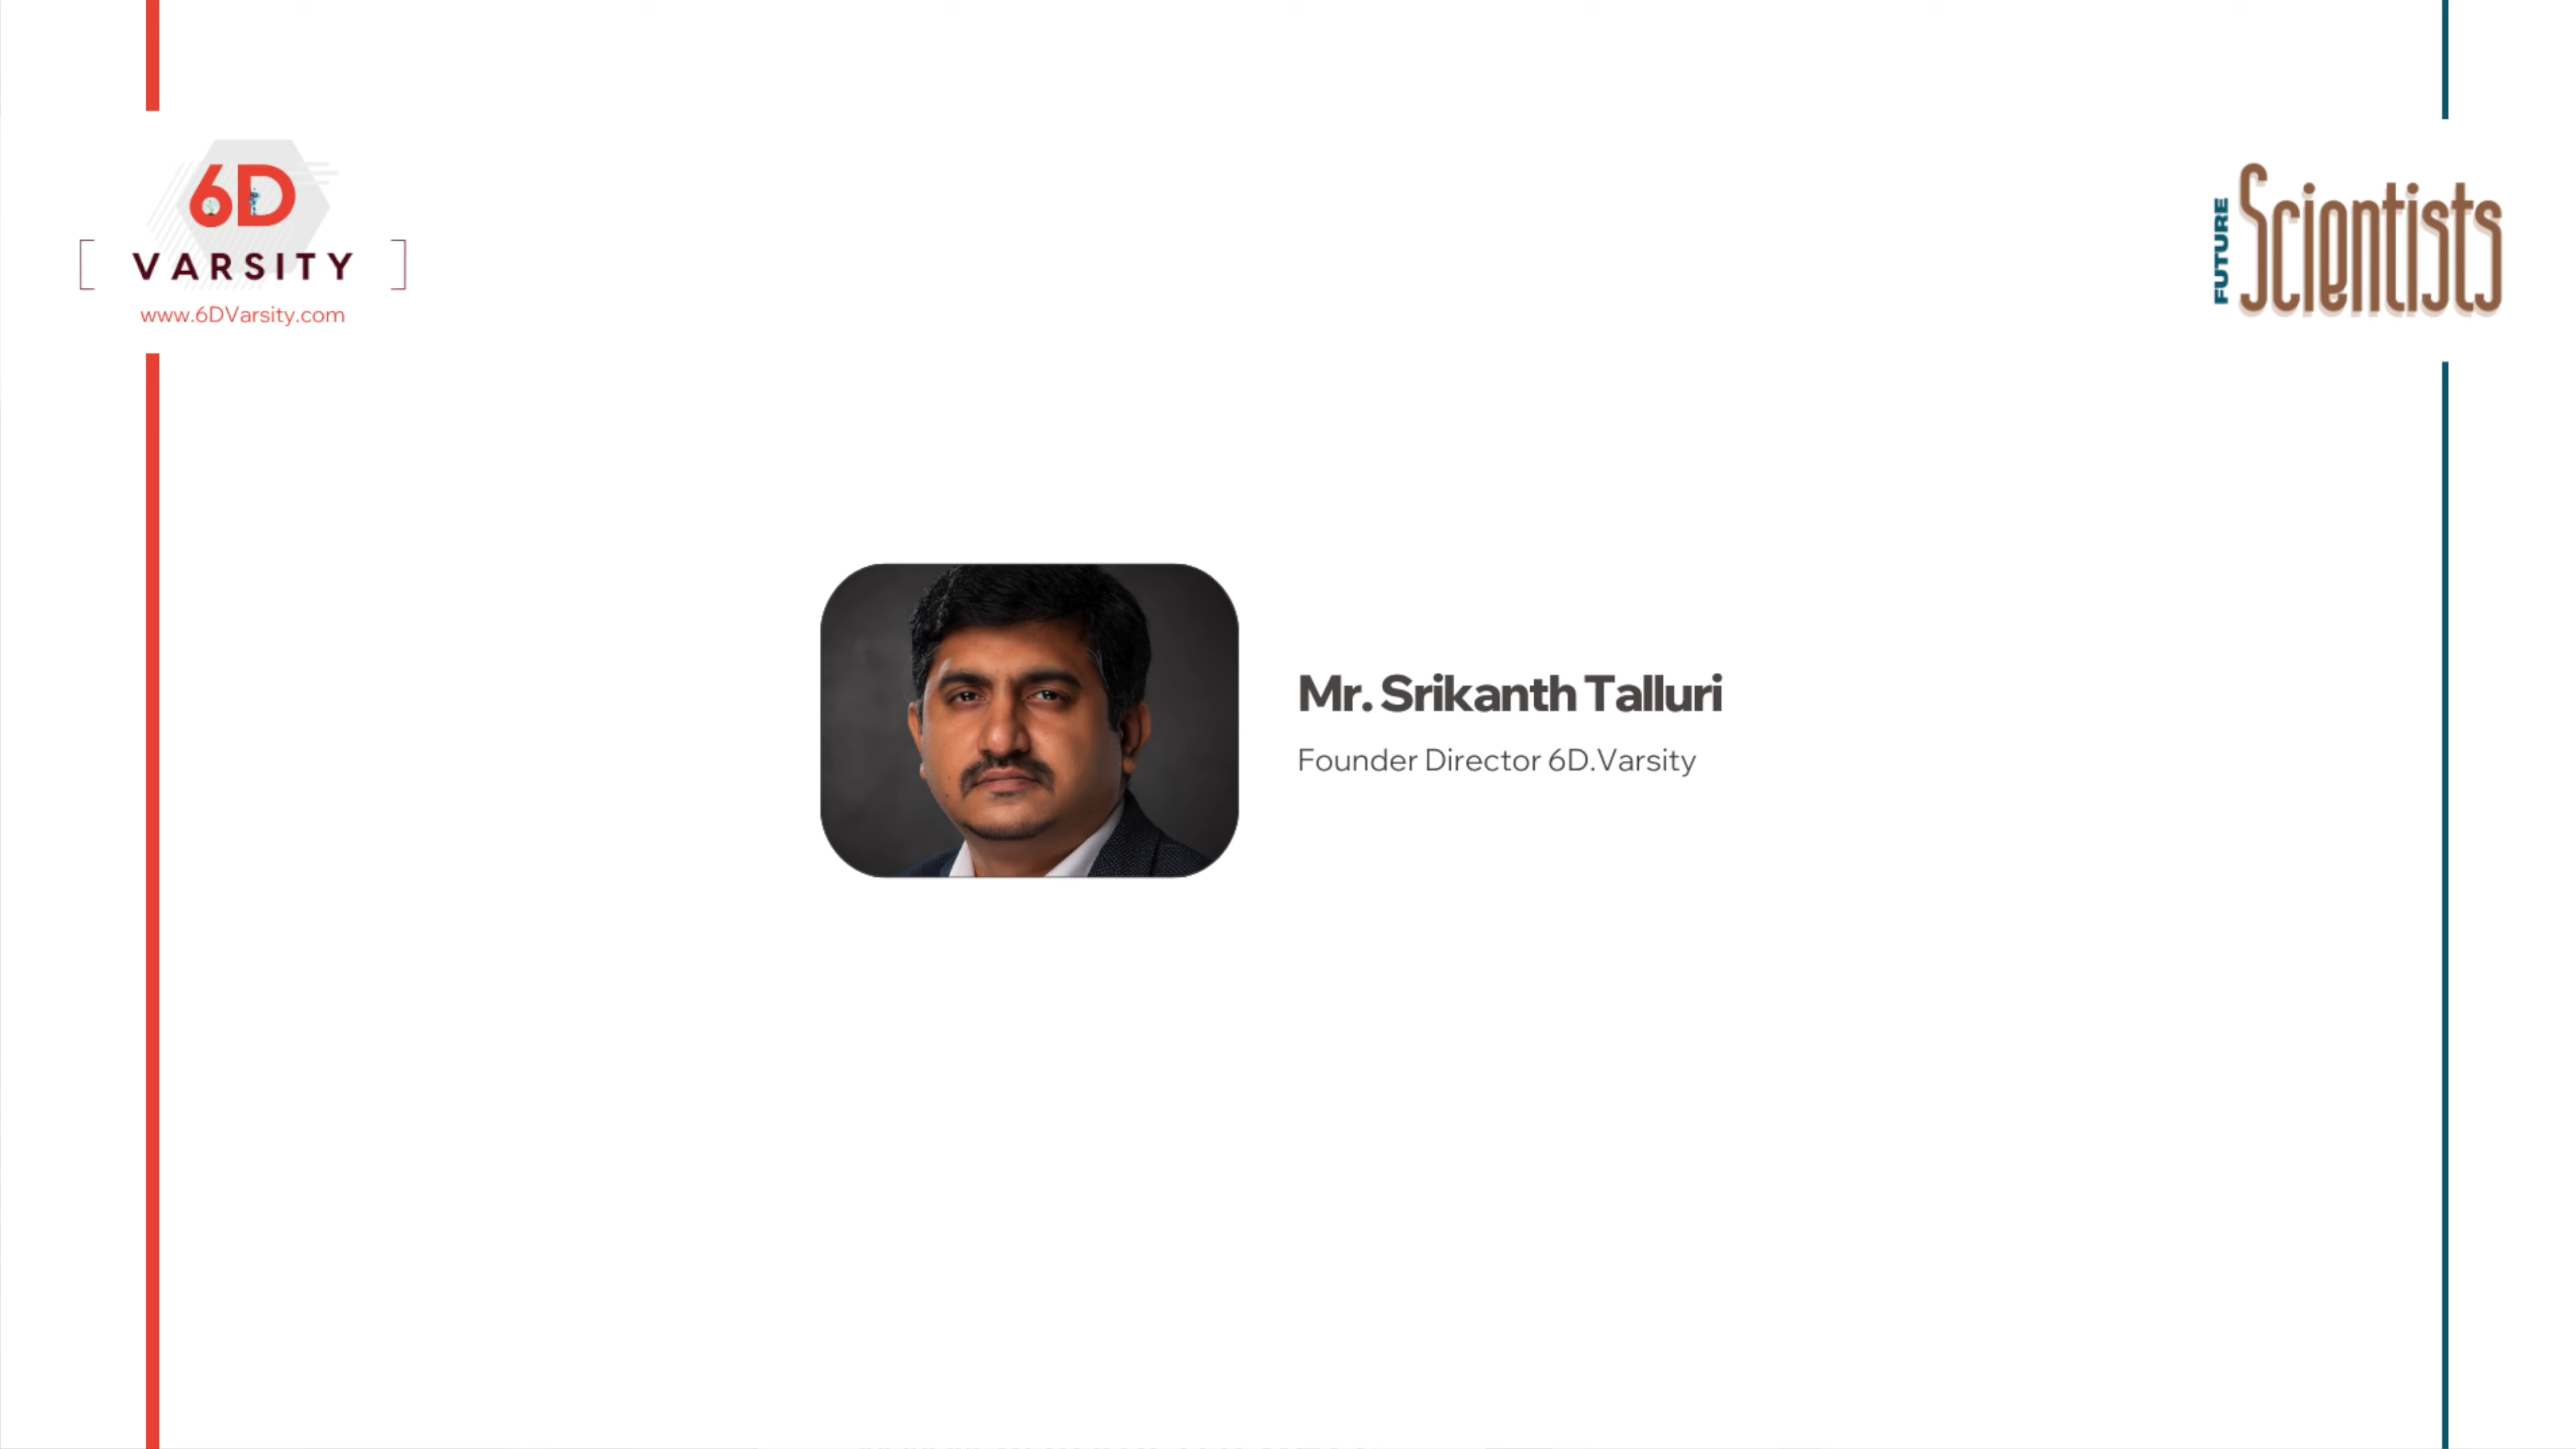 6D
VARSITY
www.6DVarsity.com
FUTURE
Scientists
Mr. Srikanth Talluri
Founder Director 6D.Varsity